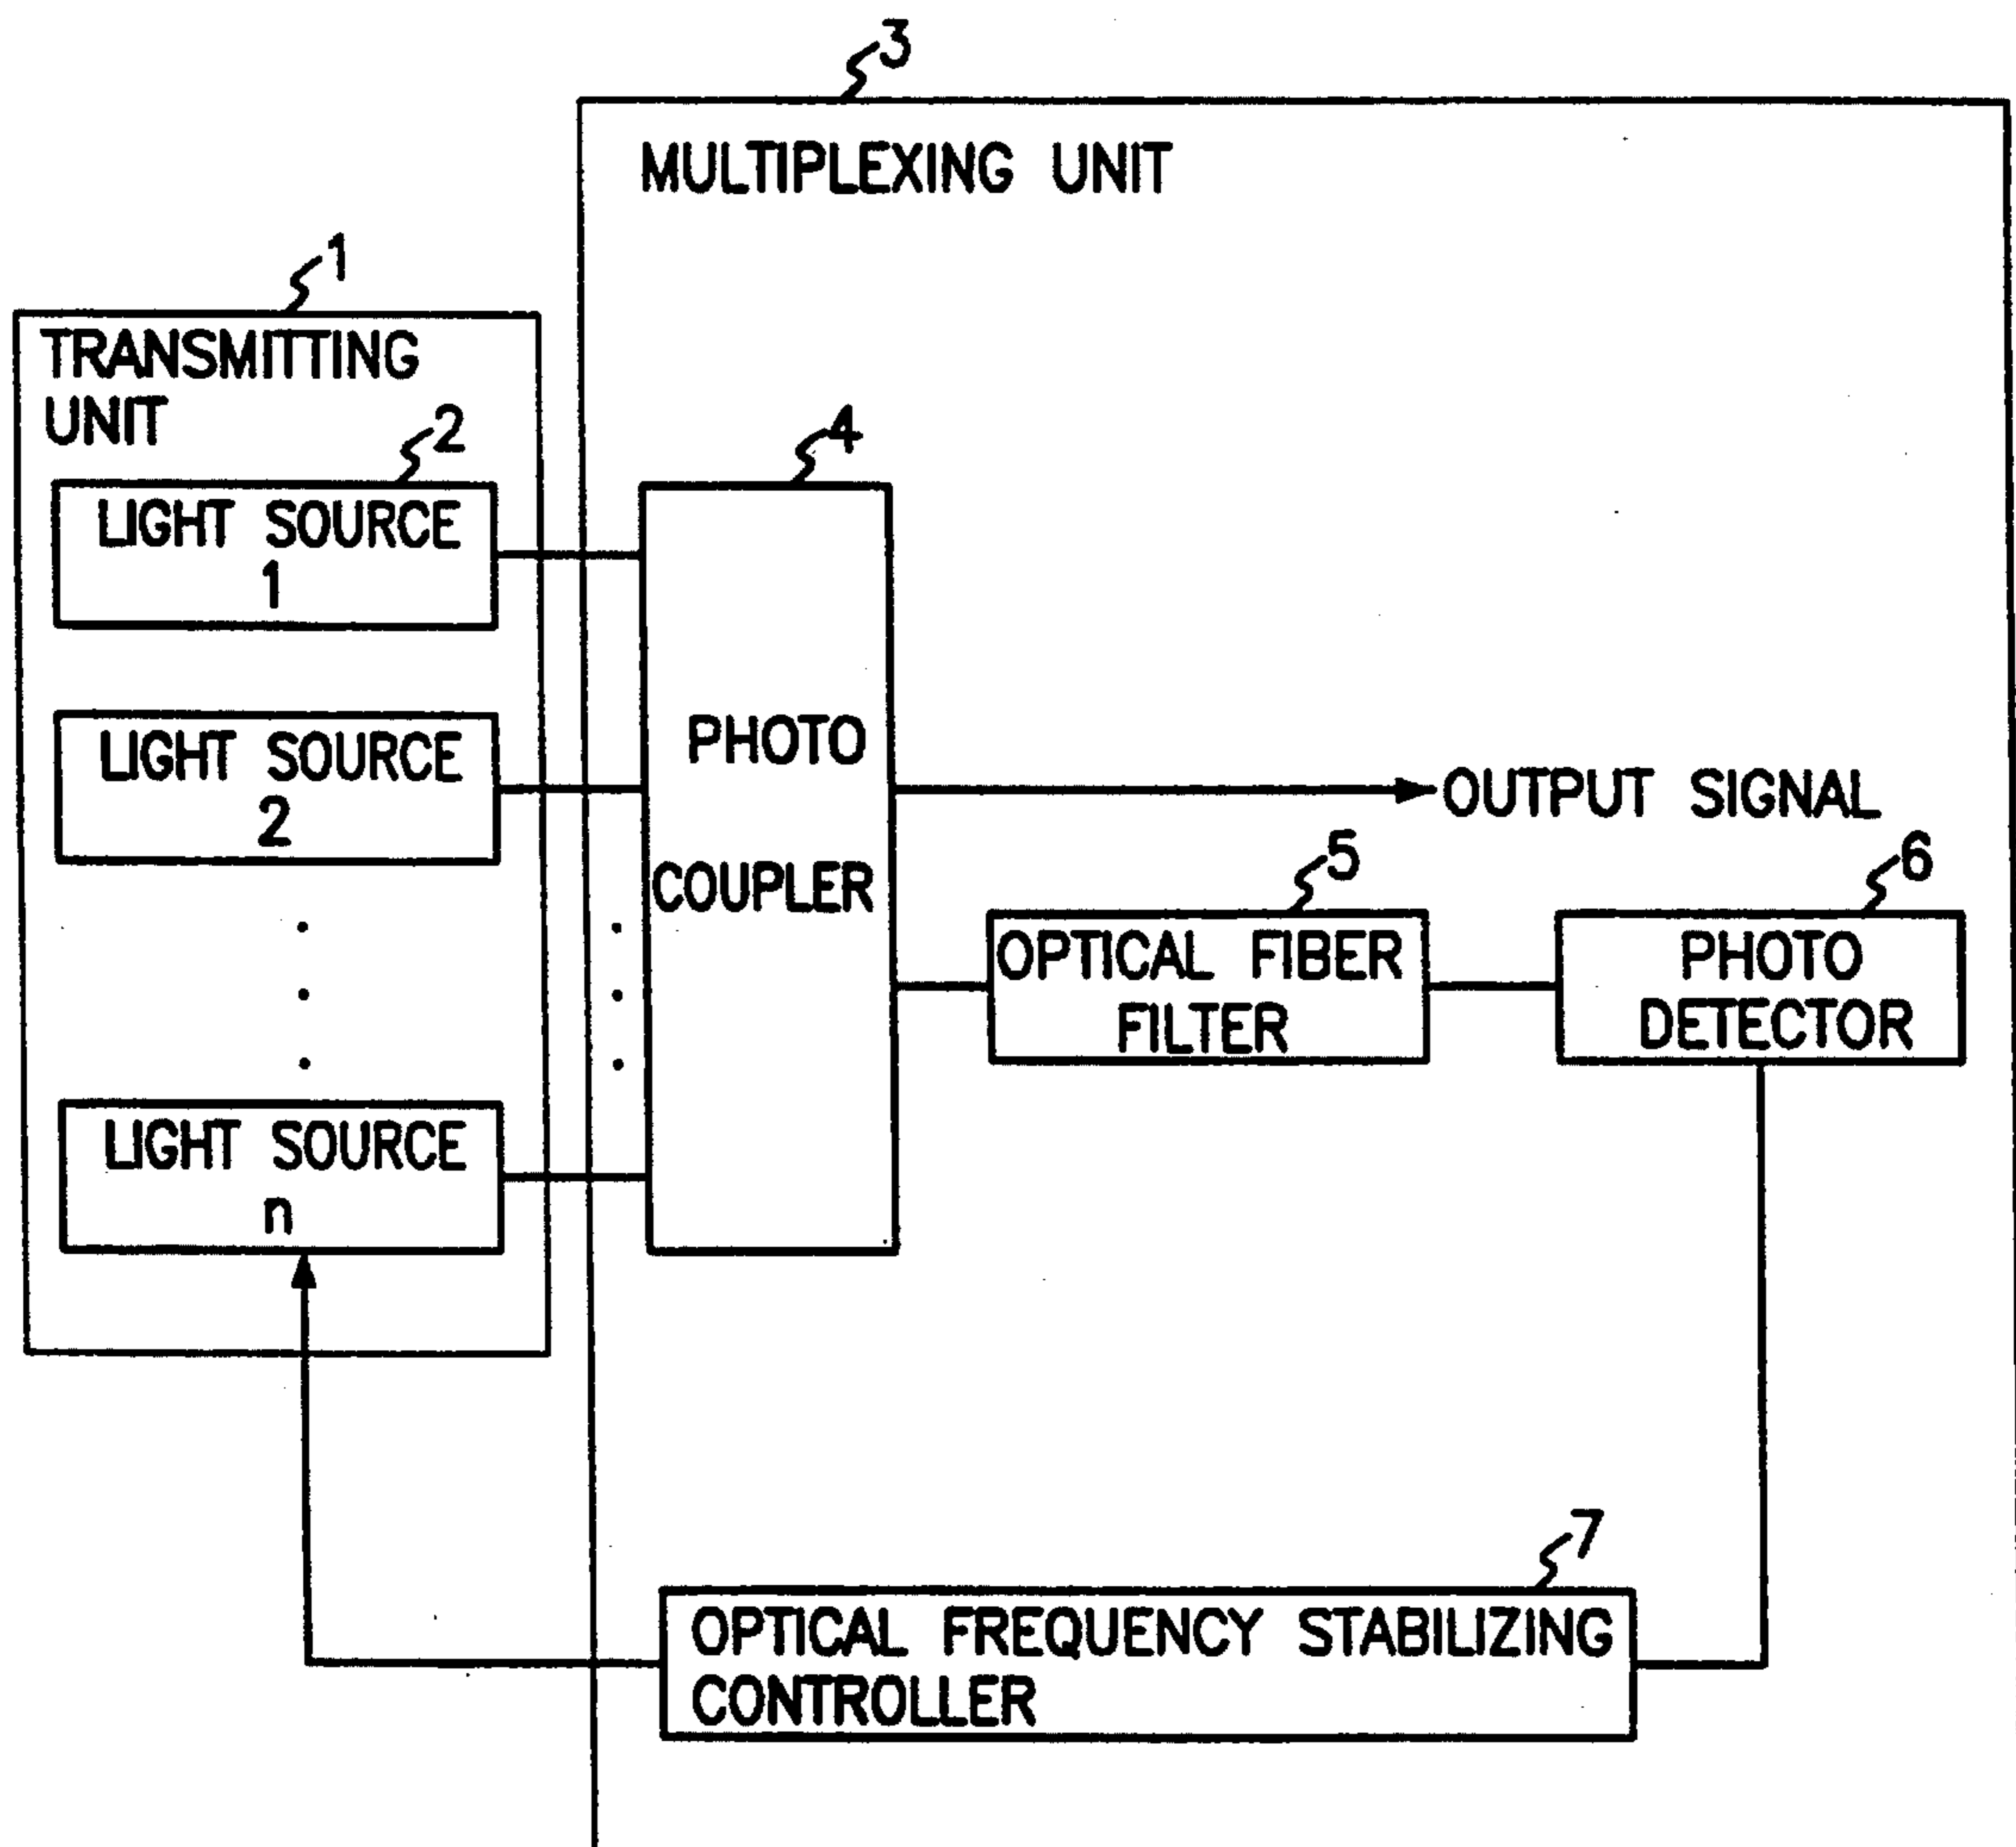 3
MULTIPLEXING UNIT
1
TRANSMITTING
UNIT
2
LIGHT SOURCE
1
4
PHOTO
COUPLER
LIGHT SOURCE
2
OUTPUT SIGNAL
5
OPTICAL FIBER
FILTER
6
PHOTO
DETECTOR
LIGHT SOURCE
n
7
OPTICAL FREQUENCY STABILIZING
CONTROLLER